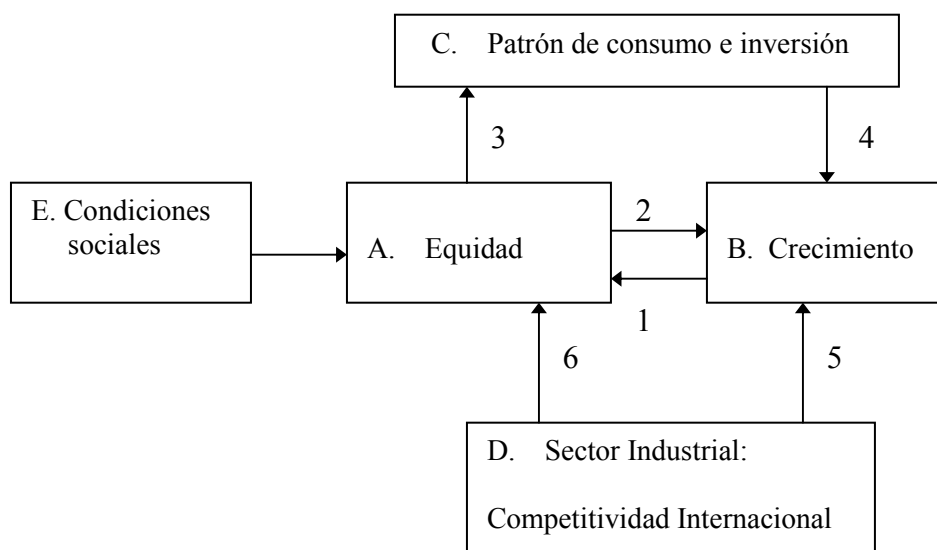 C. Patrón de consumo e inversión
3
4
E. Condiciones
sociales
A. Equidad
2
B. Crecimiento
1
6
5
D. Sector Industrial:
Competitividad Internacional